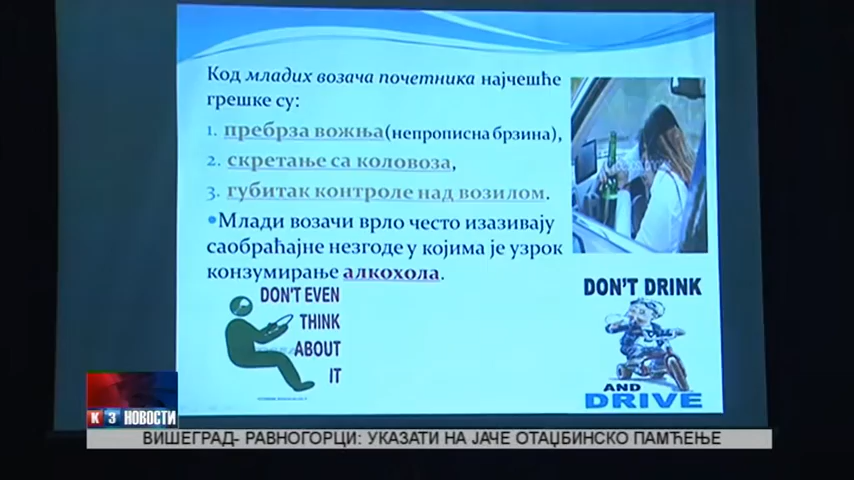 Код младих возача почетника најчешће
грешке су:
1. пребрза вожња(непрописна брзина),
2. скретање са коловоза,
3. губитак контроле над возилом.
•Млади возачи врло често изазивају
саобраћајне незгоде у којима је узрок
конзумирање алкохола.
DON'T EVEN
THINK
ABOUT
IT
DON'T DRINK
AND
DRIVE
К З НОВОСТИ
ВИШЕГРАД- РАВНОГОРЦИ: УКАЗАТИ НА ЈАЧЕ ОТАЏБИНСКО ПАМЋЕЊЕ